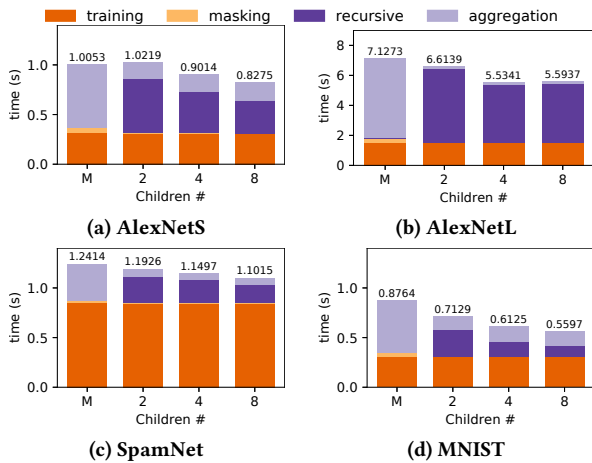 training masking recursive aggregation
1.0053 1.0219 0.9014 0.8275
time (s)
1.0
0.5
0.0
M 2 4 8
Children #
(a) AlexNetS
7.1273 6.6139 5.5341 5.5937
time (s)
8
6
4
2
0
M 2 4 8
Children #
(b) AlexNetL
1.2414 1.1926 1.1497 1.1015
time (s)
1.0
0.5
0.0
M 2 4 8
Children #
(c) SpamNet
0.8764 0.7129 0.6125 0.5597
time (s)
1.0
0.5
0.0
M 2 4 8
Children #
(d) MNIST